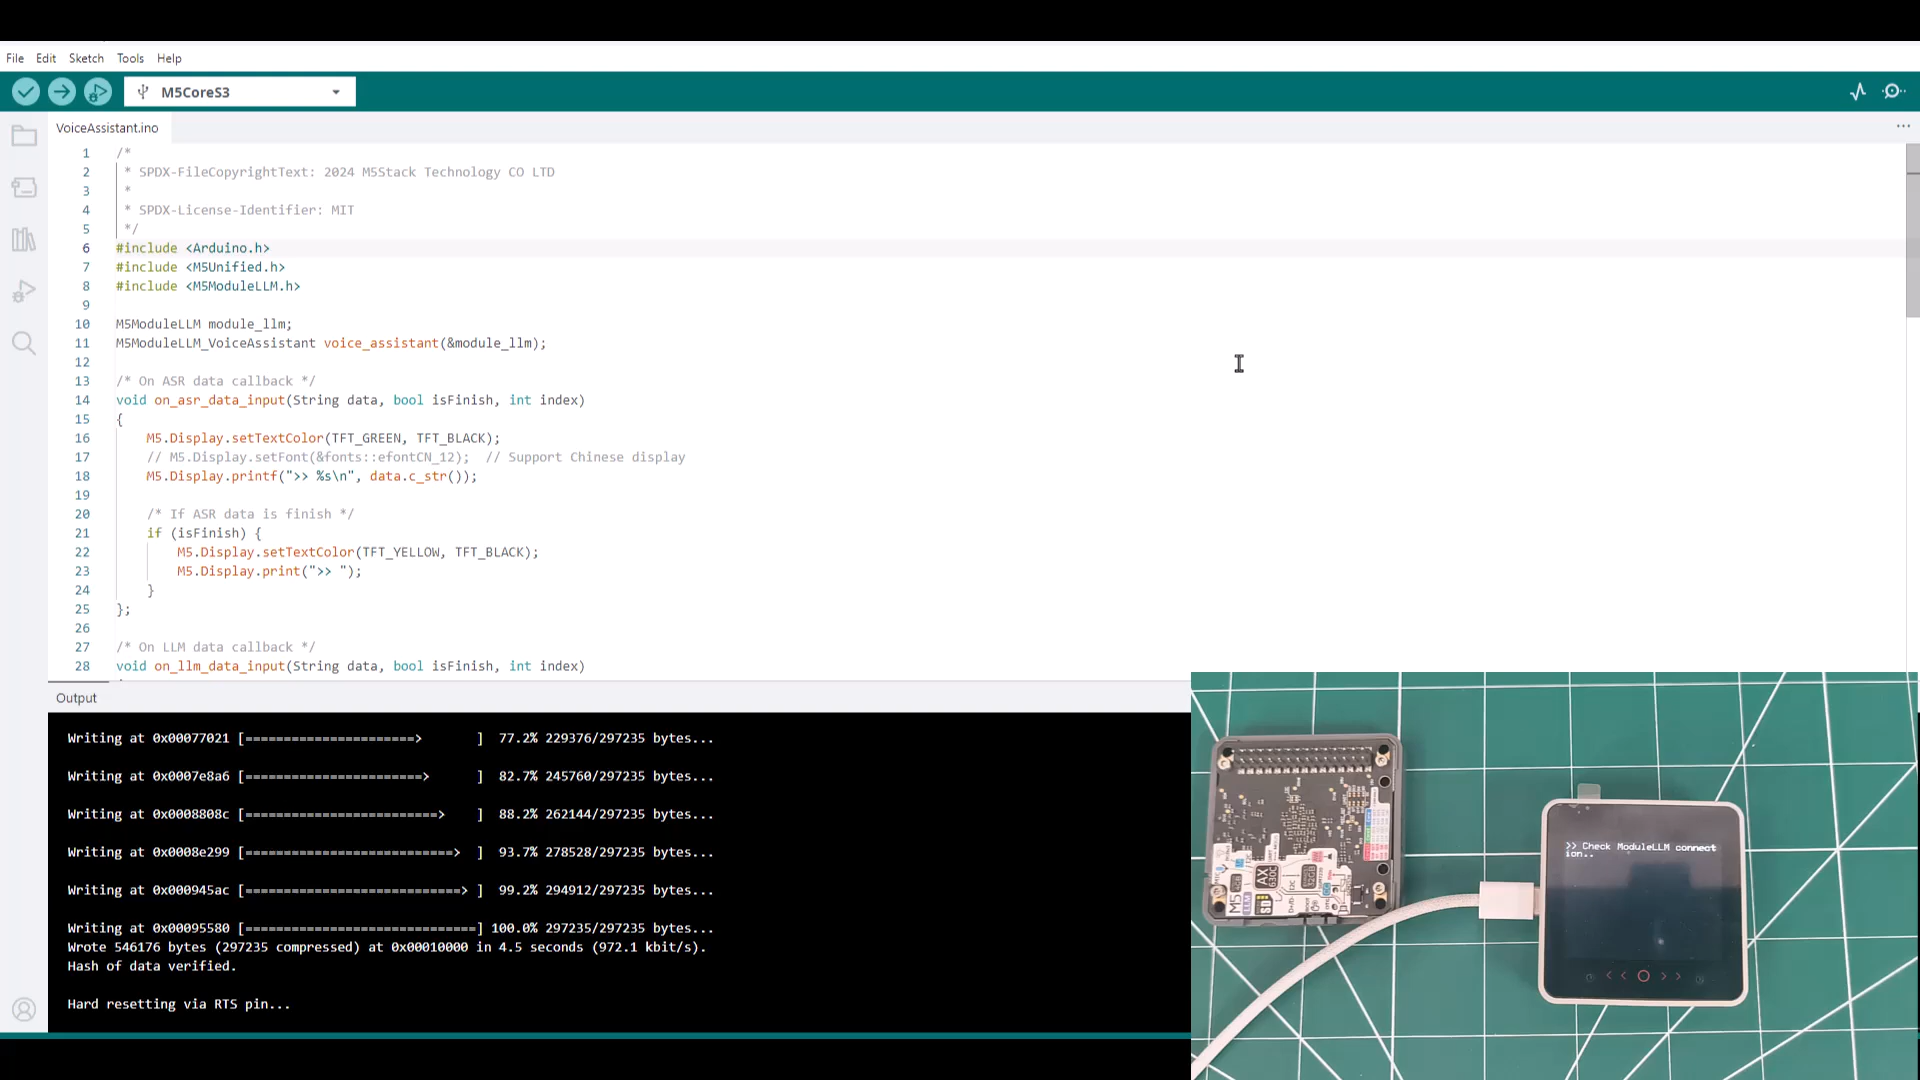 File Edit Sketch Tools Help
M5CoreS3
VoiceAssistant.ino
1 /*
2 * SPDX-FileCopyrightText: 2024 M5Stack Technology CO LTD
3 *
4 * SPDX-License-Identifier: MIT
5 */
6 #include <Arduino.h>
7 #include <M5Unified.h>
8 #include <M5ModuleLLM.h>
9
10 M5ModuleLLM module_llm;
11 M5ModuleLLM_VoiceAssistant voice_assistant(&module_llm);
12
13 /* On ASR data callback */
14 void on_asr_data_input(String data, bool isFinish, int index)
15 {
16 M5.Display.setTextColor(TFT_GREEN, TFT_BLACK);
17 // M5.Display.setFont(&fonts::efontCN_12); // Support Chinese display
18 M5.Display.printf(">> %s\n", data.c_str());
19
20 /* If ASR data is finish */
21 if (isFinish) {
22 M5.Display.setTextColor(TFT_YELLOW, TFT_BLACK);
23 M5.Display.print(">> ");
24 }
25 };
26
27 /* On LLM data callback */
28 void on_llm_data_input(String data, bool isFinish, int index)
Output
Writing at 0x00077021 [=======================> ] 77.2% 229376/297235 bytes...
Writing at 0x0007e8a6 [========================> ] 82.7% 245760/297235 bytes...
Writing at 0x0008808c [==========================> ] 88.2% 262144/297235 bytes...
Writing at 0x0008e299 [============================> ] 93.7% 278528/297235 bytes...
Writing at 0x000945ac [=============================> ] 99.2% 294912/297235 bytes...
Writing at 0x00095580 [==============================] 100.0% 297235/297235 bytes...
Wrote 546176 bytes (297235 compressed) at 0x00010000 in 4.5 seconds (972.1 kbit/s).
Hash of data verified.
Hard resetting via RTS pin...
>> Check ModuleLLM connect
ion..
M5
LLM
AX
630C
32GB